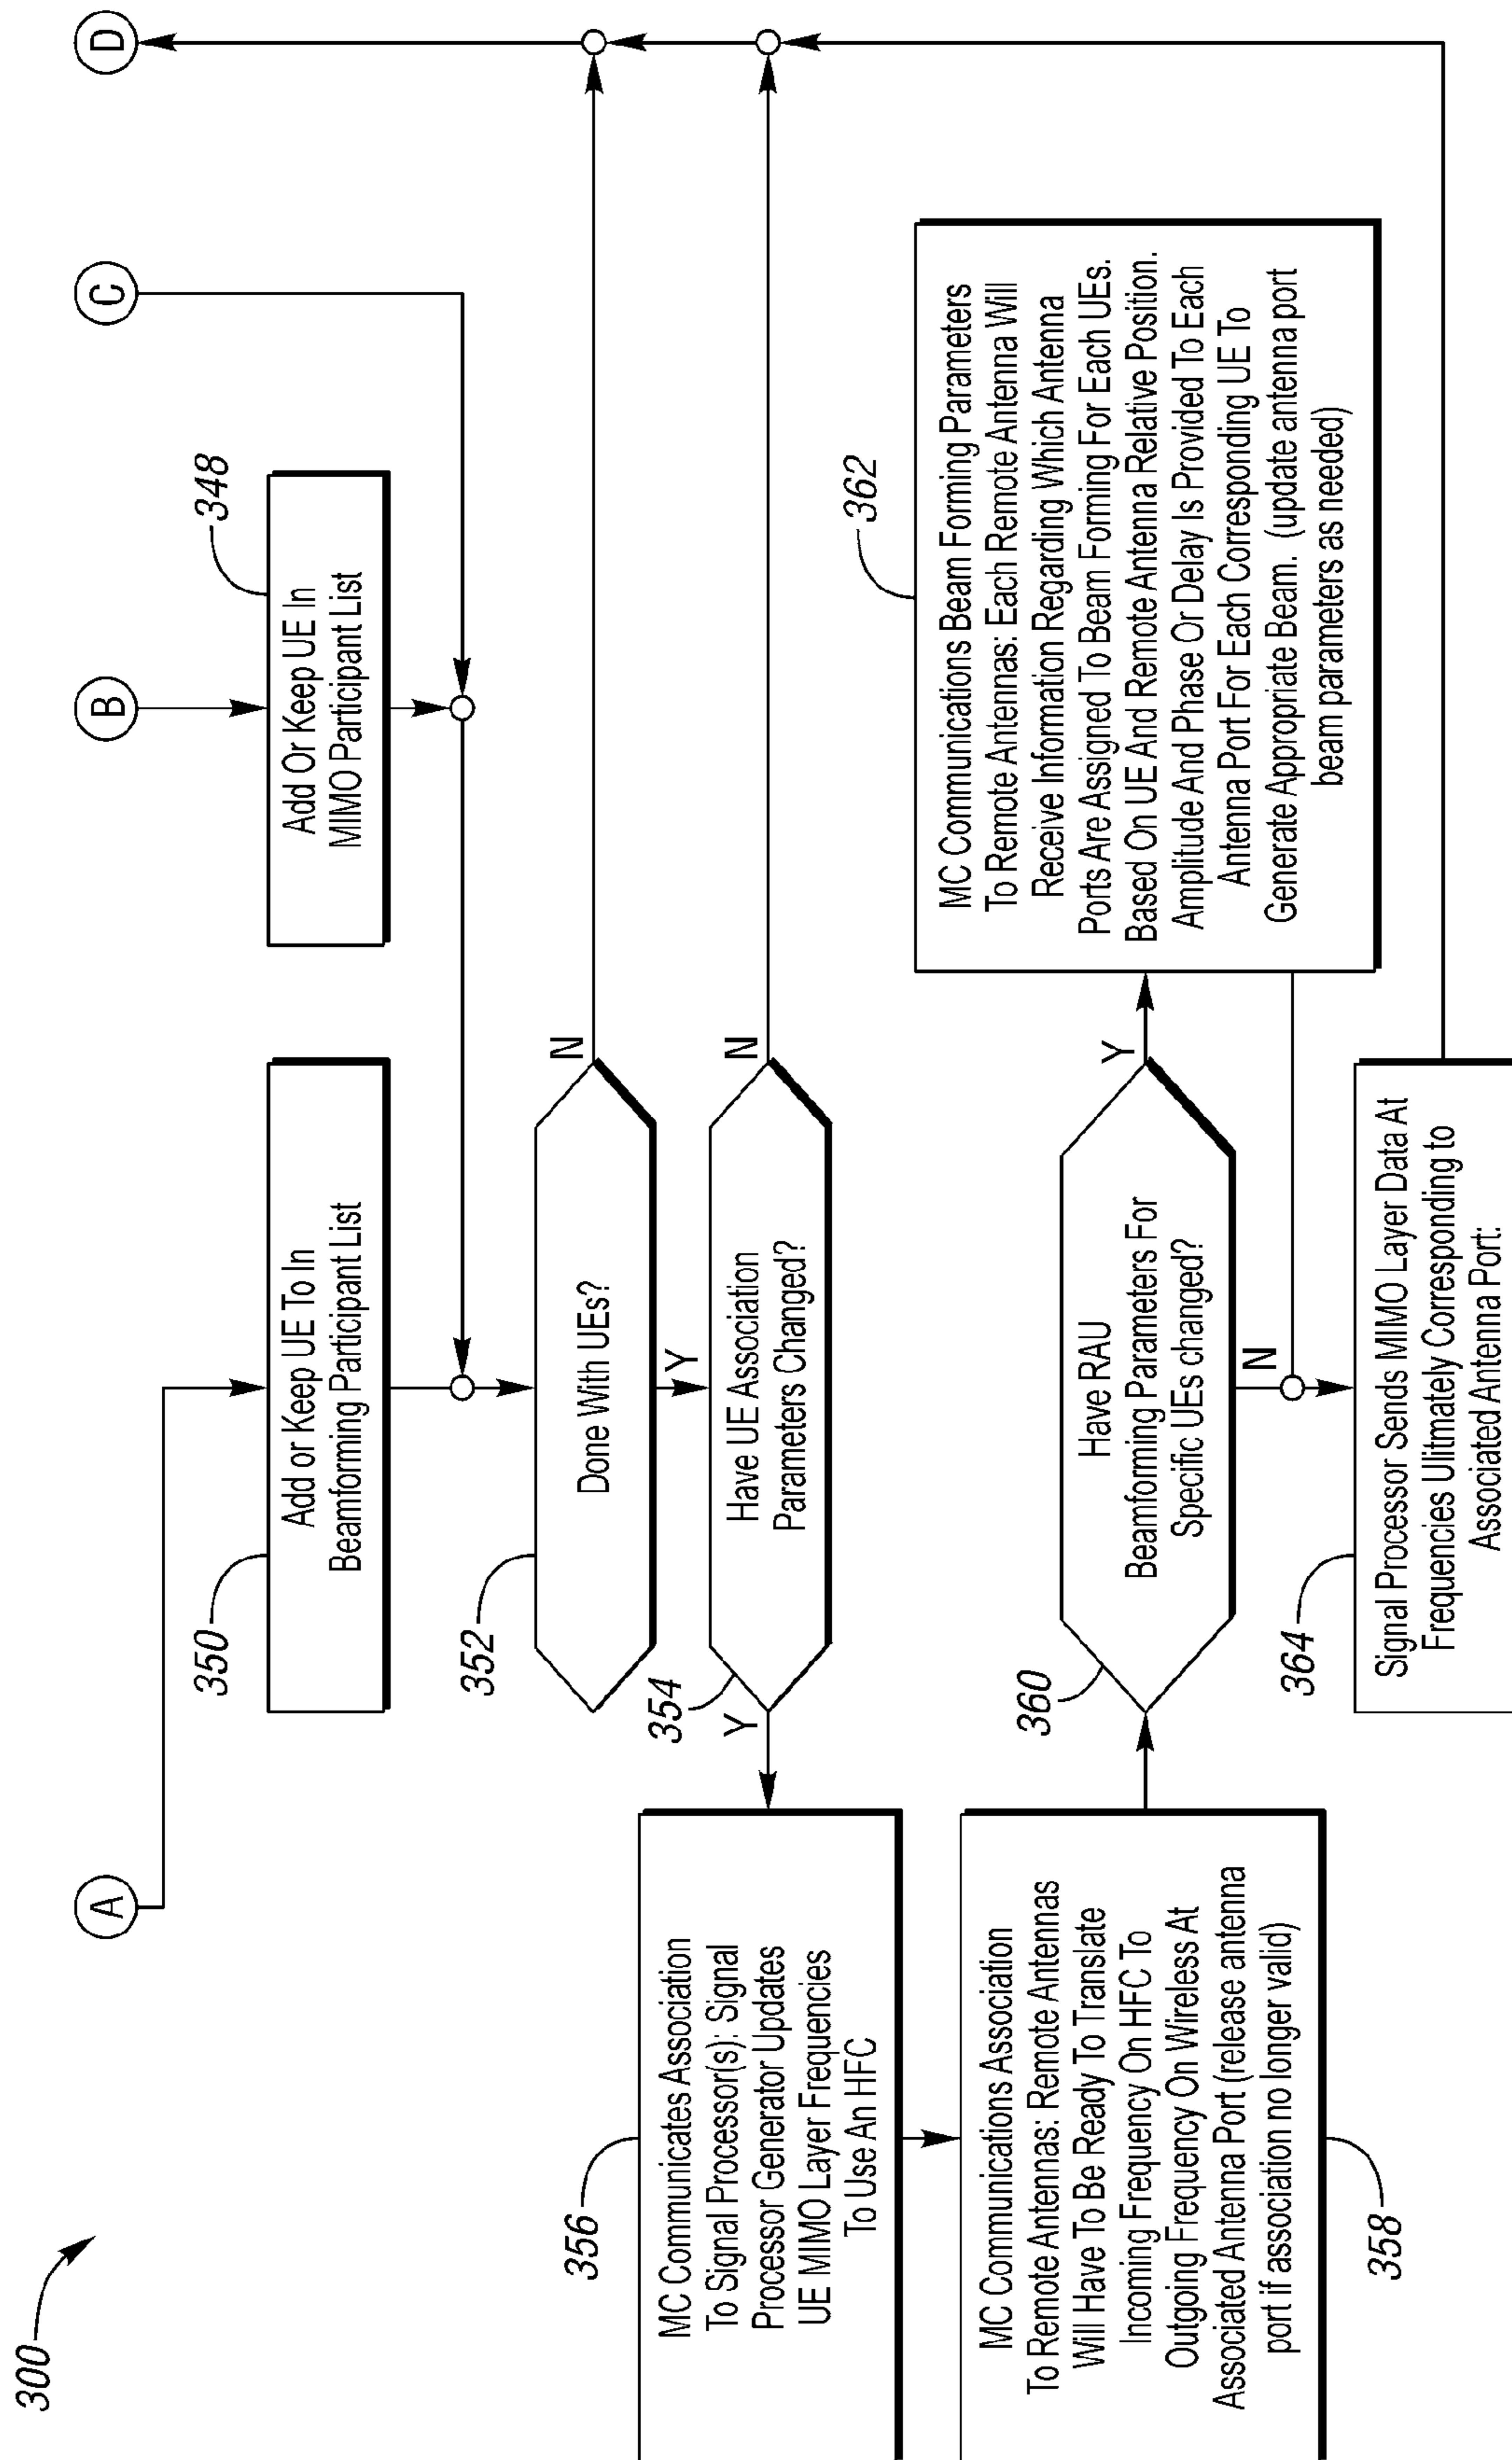 300
A
B
C
D
350
Add or Keep UE To In
Beamforming Participant List
348
Add Or Keep UE In
MIMO Participant List
352
Done With UEs?
N
Y
354
Have UE Association
Parameters Changed?
N
Y
356
MC Communicates Association
To Signal Processor(s): Signal
Processor Generator Updates
UE MIMO Layer Frequencies
To Use An HFC
358
MC Communications Association
To Remote Antennas: Remote Antennas
Will Have To Be Ready To Translate
Incoming Frequency On HFC To
Outgoing Frequency On Wireless At
Associated Antenna Port (release antenna
port if association no longer valid)
360
Have RAU
Beamforming Parameters For
Specific UEs changed?
Y
N
362
MC Communications Beam Forming Parameters
To Remote Antennas: Each Remote Antenna Will
Receive Information Regarding Which Antenna
Ports Are Assigned To Beam Forming For Each UEs.
Based On UE And Remote Antenna Relative Position.
Amplitude And Phase Or Delay Is Provided To Each
Antenna Port For Each Corresponding UE To
Generate Appropriate Beam. (update antenna port
beam parameters as needed)
364
Signal Processor Sends MIMO Layer Data At
Frequencies Ulitmately Corresponding to
Associated Antenna Port.